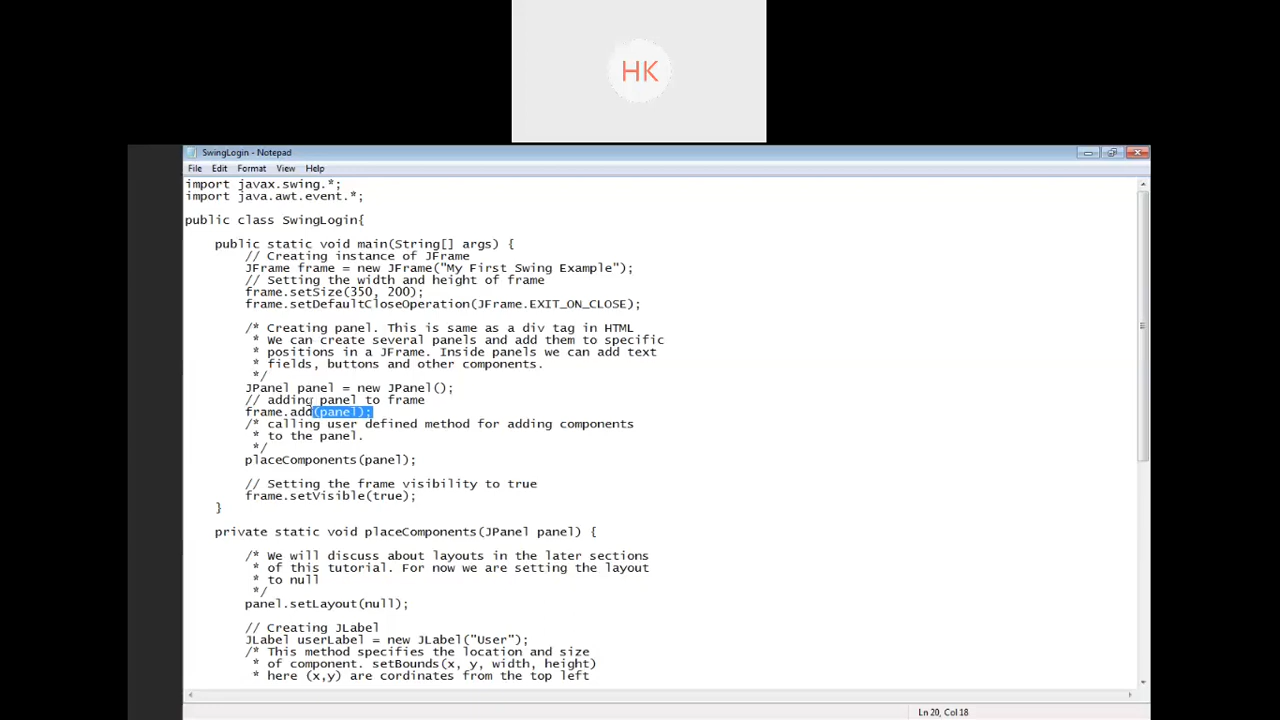 HK
SwingLogin - Notepad
File Edit Format View Help
import javax.swing.*;
import java.awt.event.*;
public class SwingLogin{
public static void main(String[] args) {
// Creating instance of JFrame
JFrame frame = new JFrame("My First Swing Example");
// Setting the width and height of frame
frame.setSize(350, 200);
frame.setDefaultCloseOperation(JFrame.EXIT_ON_CLOSE);
/* Creating panel. This is same as a div tag in HTML
* We can create several panels and add them to specific
* positions in a JFrame. Inside panels we can add text
* fields, buttons and other components.
*/
JPanel panel = new JPanel();
// adding panel to frame
frame.add(panel);
/* calling user defined method for adding components
* to the panel.
*/
placeComponents(panel);
// Setting the frame visibility to true
frame.setVisible(true);
}
private static void placeComponents(JPanel panel) {
/* We will discuss about layouts in the later sections
* of this tutorial. For now we are setting the layout
* to null
*/
panel.setLayout(null);
// Creating JLabel
JLabel userLabel = new JLabel("User");
/* This method specifies the location and size
* of component. setBounds(x, y, width, height)
* here (x,y) are cordinates from the top left
Ln 20, Col 18